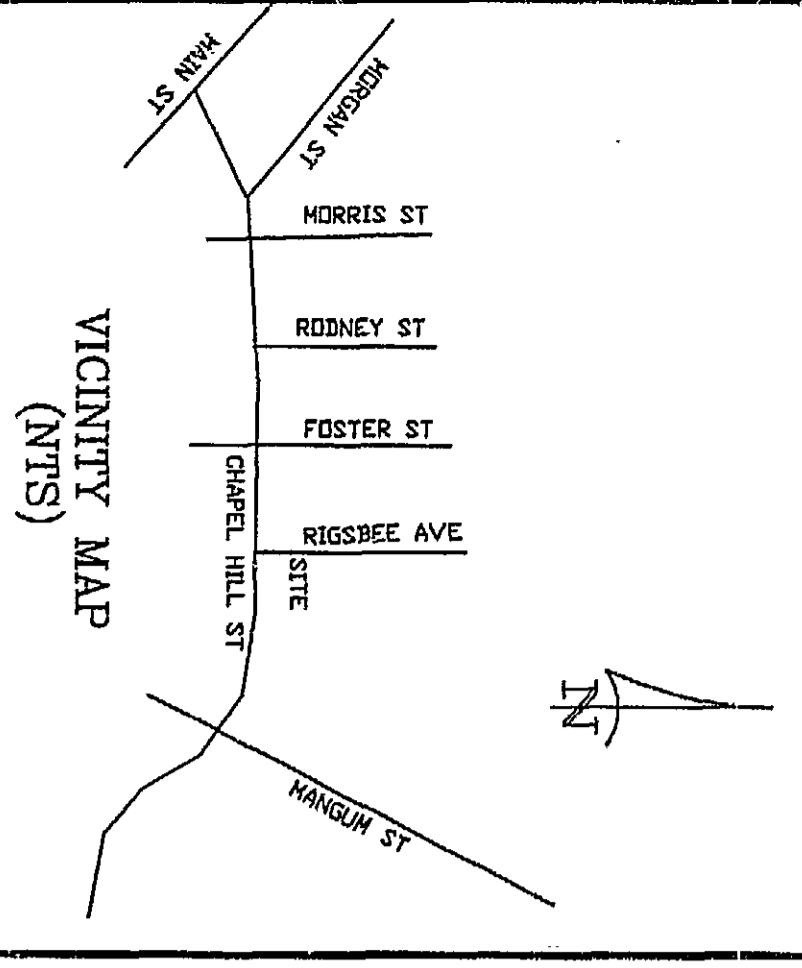 MAIN ST
MORGAN ST
MORRIS ST
RODNEY ST
FOSTER ST
CHAPEL HILL ST
RIGSBEE AVE
SITE
MANGUM ST
N
VICINITY MAP
(NTS)